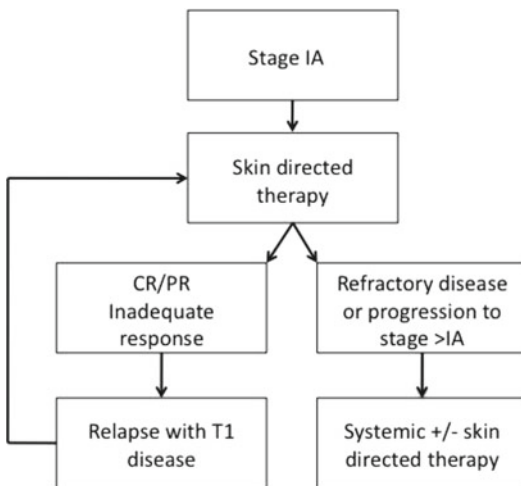 Stage IA
Skin directed
therapy
CR/PR
Inadequate
response
Refractory disease
or progression to
stage >IA
Relapse with T1
disease
Systemic +/- skin
directed therapy